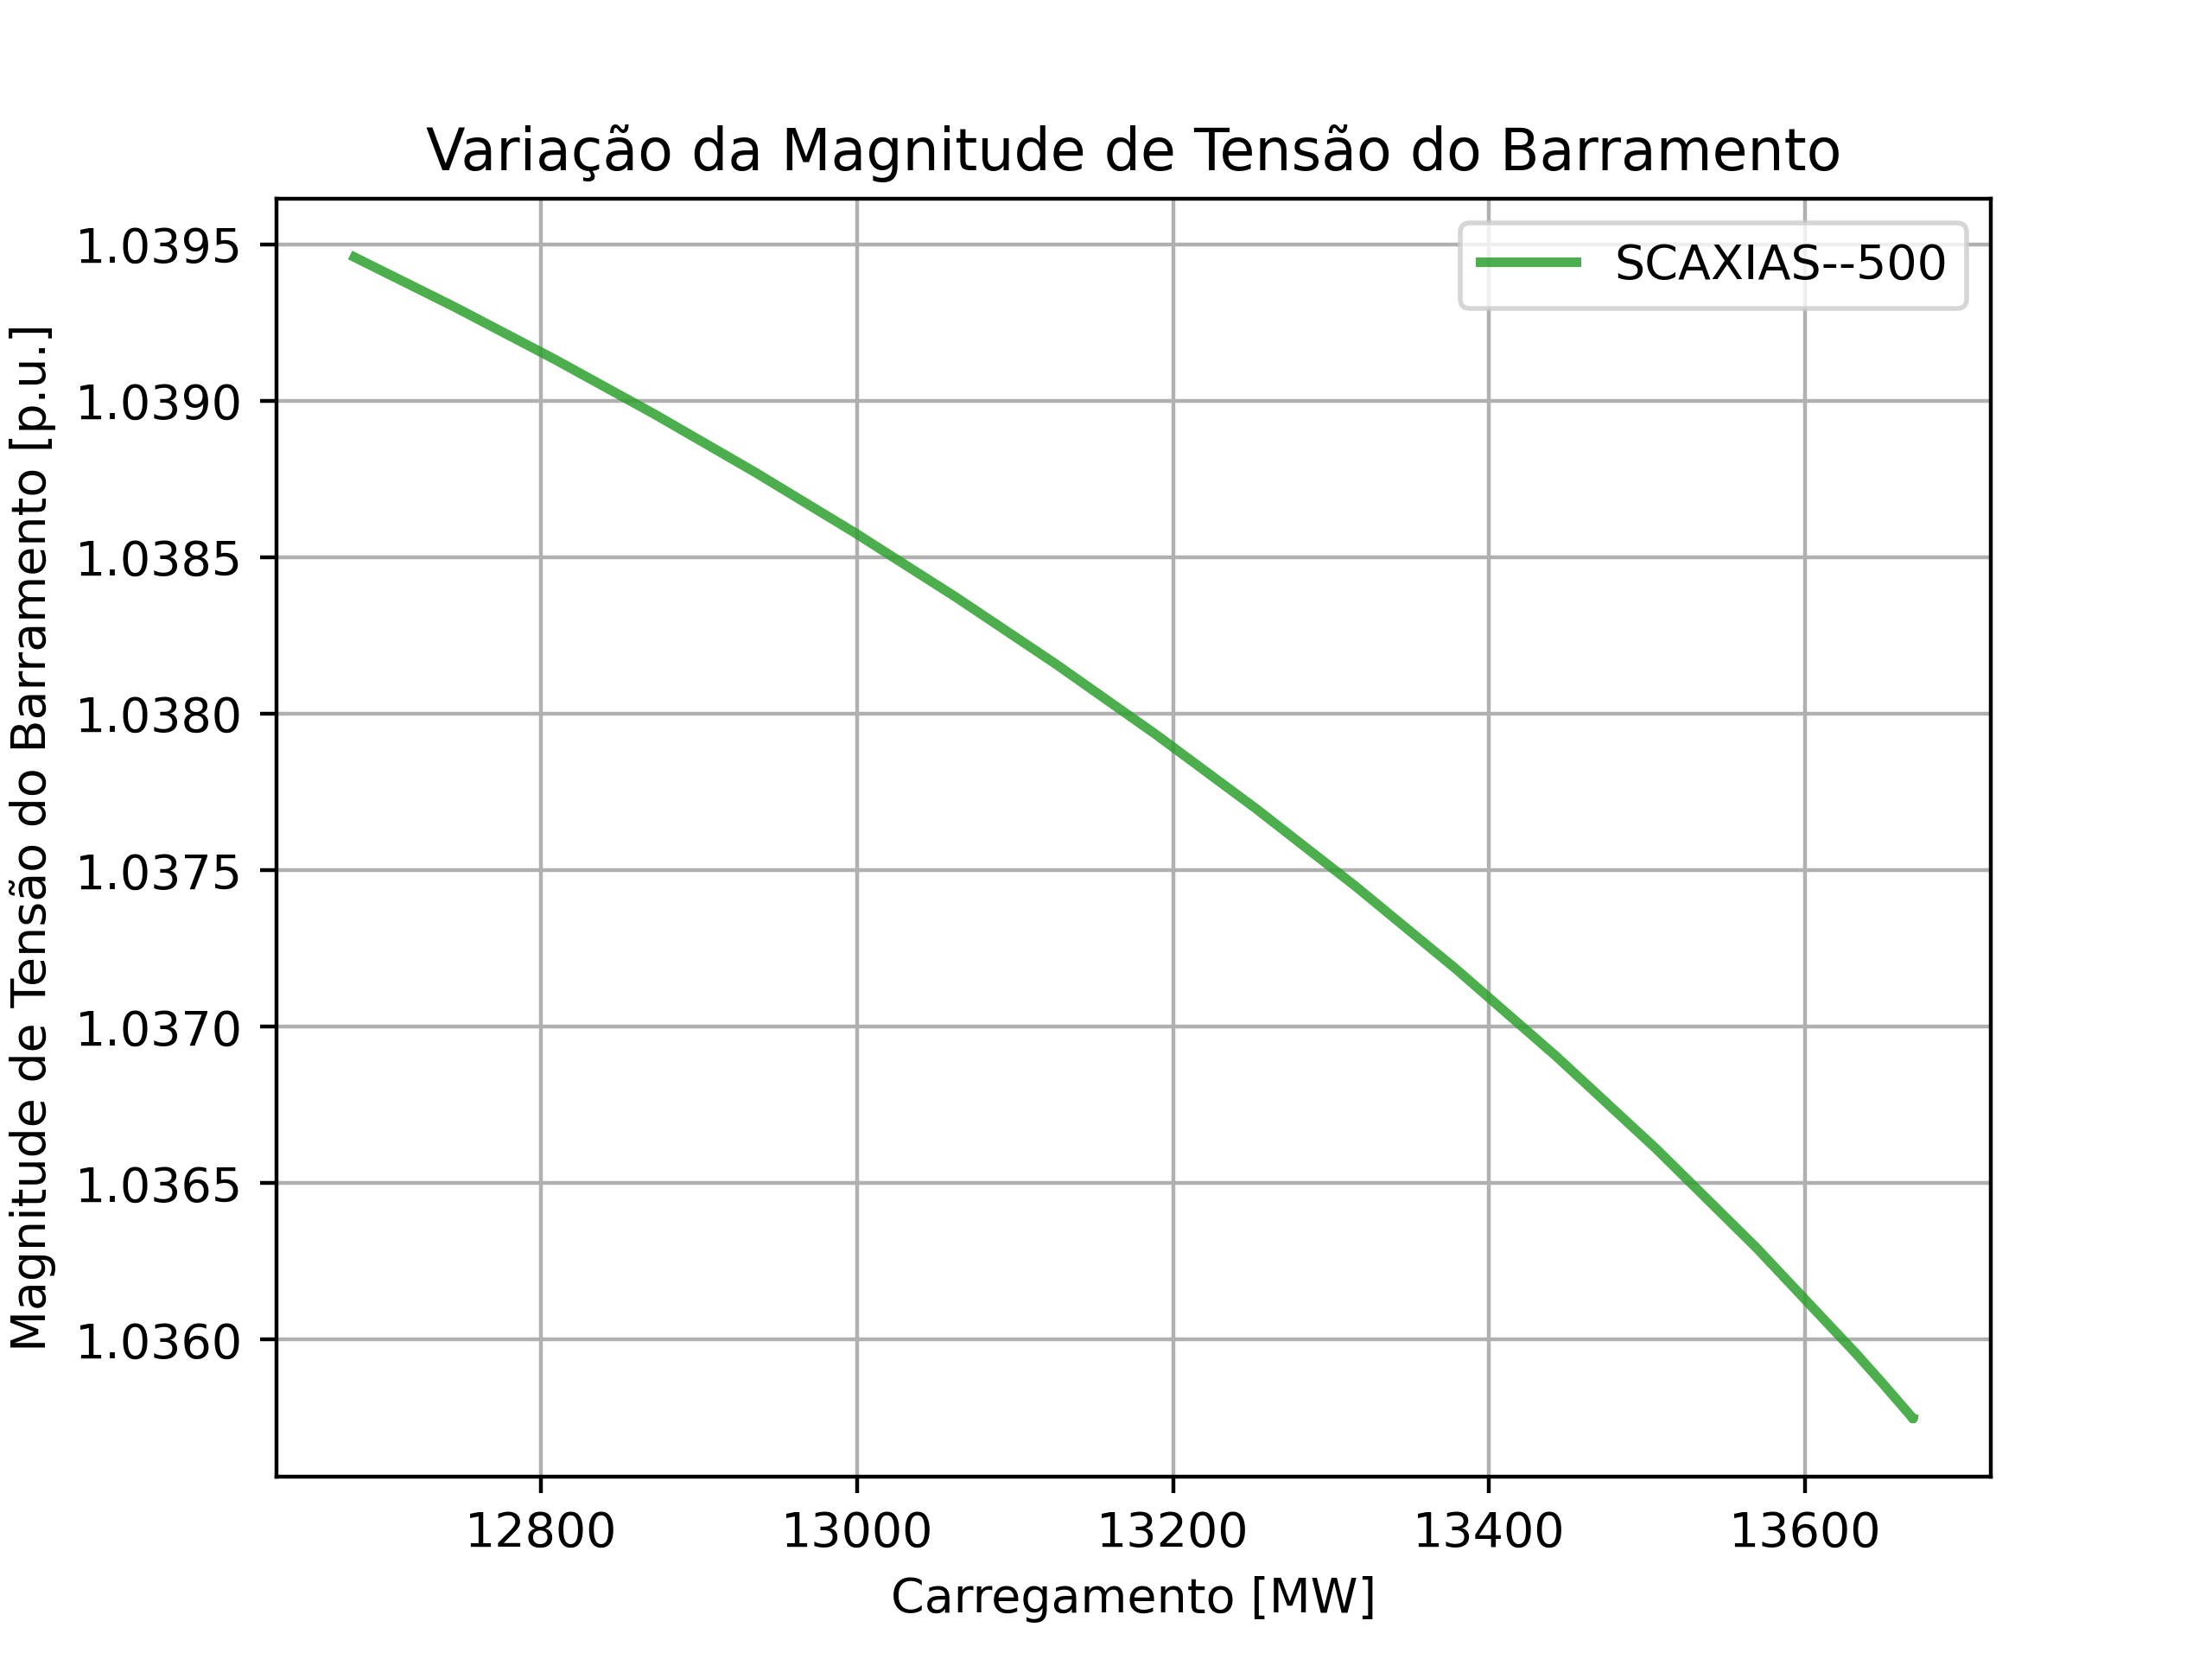 Variação da Magnitude de Tensão do Barramento
SCAXIAS--500
Magnitude de Tensão do Barramento [p.u.]
1.0395
1.0390
1.0385
1.0380
1.0375
1.0370
1.0365
1.0360
12800 13000 13200 13400 13600
Carregamento [MW]